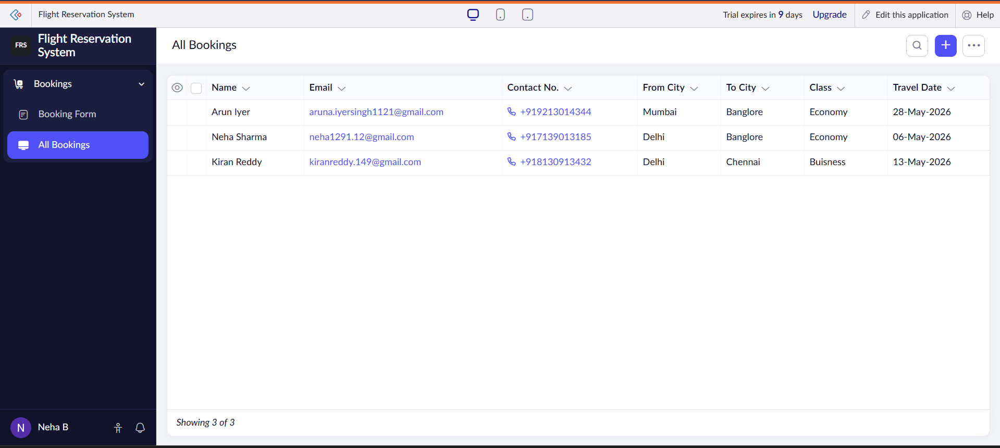 Flight Reservation System
Trial expires in 9 days Upgrade Edit this application Help
FRS Flight Reservation
System
Bookings
Booking Form
All Bookings
Neha B
All Bookings
Name Email Contact No. From City To City Class Travel Date
Arun Iyer aruna.iyersingh1121@gmail.com +919213014344 Mumbai Banglore Economy 28-May-2026
Neha Sharma neha1291.12@gmail.com +917139013185 Delhi Banglore Economy 06-May-2026
Kiran Reddy kiranreddy.149@gmail.com +918130913432 Delhi Chennai Buisness 13-May-2026
Showing 3 of 3
N